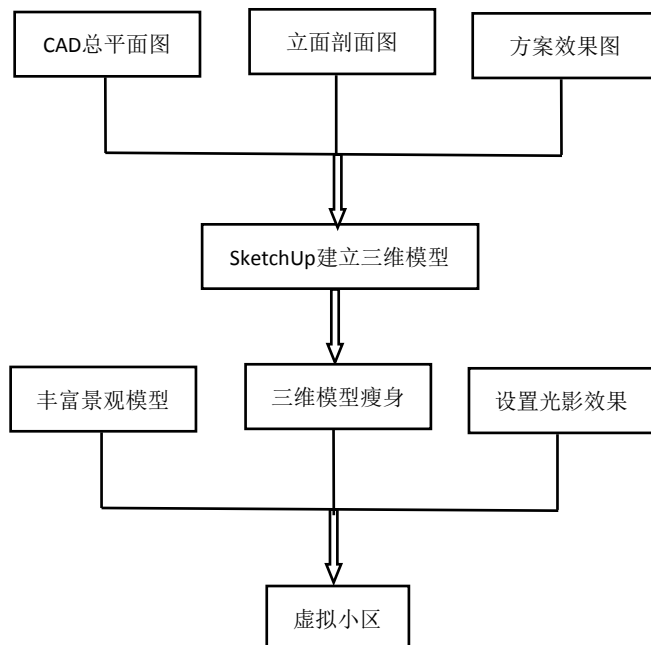 CAD总平面图
立面剖面图
方案效果图
SketchUp建立三维模型
丰富景观模型
三维模型瘦身
设置光影效果
虚拟小区